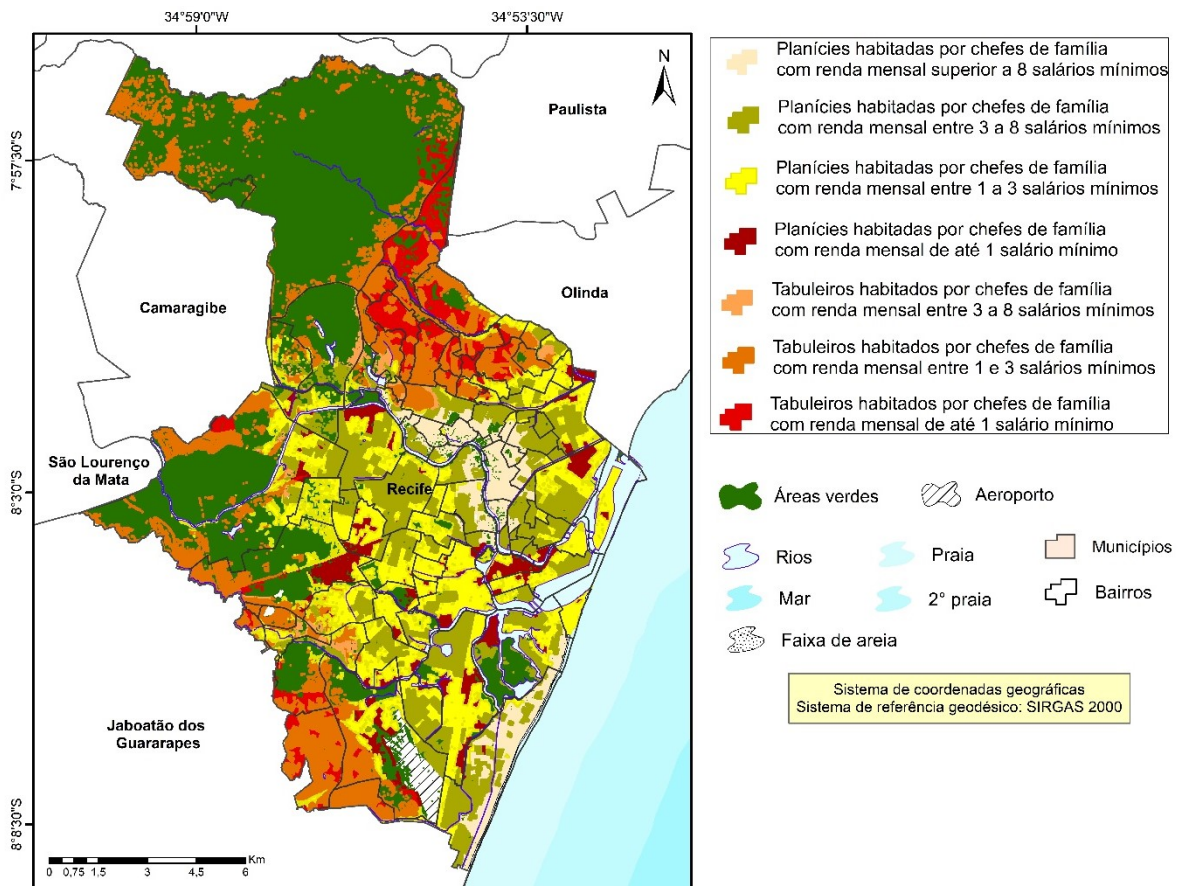 34°59'0"W
34°53'30"W
7°57'30"S
8°3'0"S
8°8'30"S
N
Paulista
Olinda
Camaragibe
São Lourenço
da Mata
Recife
Jaboatão dos
Guararapes
0 0,75 1,5 3 4,5 6
Km
Planícies habitadas por chefes de família
com renda mensal superior a 8 salários mínimos
Planícies habitadas por chefes de família
com renda mensal entre 3 a 8 salários mínimos
Planícies habitadas por chefes de família
com renda mensal entre 1 a 3 salários mínimos
Planícies habitadas por chefes de família
com renda mensal de até 1 salário mínimo
Tabuleiros habitados por chefes de família
com renda mensal entre 3 a 8 salários mínimos
Tabuleiros habitados por chefes de família
com renda mensal entre 1 e 3 salários mínimos
Tabuleiros habitados por chefes de família
com renda mensal de até 1 salário mínimo
Áreas verdes
Aeroporto
Rios
Praia
Municípios
Mar
2° praia
Bairros
Faixa de areia
Sistema de coordenadas geográficas
Sistema de referência geodésico: SIRGAS 2000